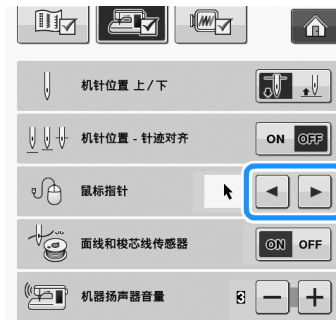 机针位置 上/下
机针位置 - 针迹对齐 ON OFF
鼠标指针
面线和梭芯线传感器 ON OFF
机器扬声器音量 3